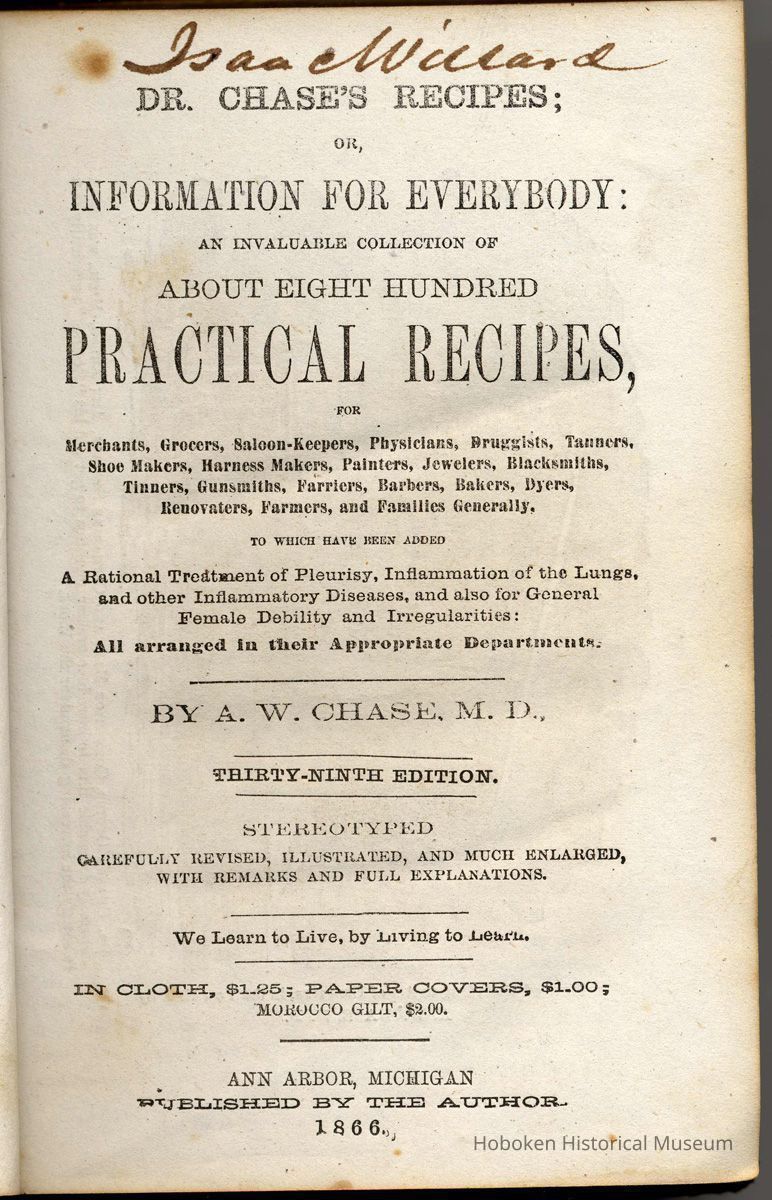 Isaac Willard
DR. CHASE'S RECIPES;
OR,
INFORMATION FOR EVERYBODY:
AN INVALUABLE COLLECTION OF
ABOUT EIGHT HUNDRED
PRACTICAL RECIPES,
FOR
Merchants, Grocers, Saloon-Keepers, Physicians, Druggists, Tanners,
Shoe Makers, Harness Makers, Painters, Jewelers, Blacksmiths,
Tinners, Gunsmiths, Farriers, Barbers, Bakers, Dyers,
Renovaters, Farmers, and Families Generally,
TO WHICH HAVE BEEN ADDED
A Rational Treatment of Pleurisy, Inflammation of the Lungs,
and other Inflammatory Diseases, and also for General
Female Debility and Irregularities:
All arranged in their Appropriate Departments.
BY A. W. CHASE, M. D.,
THIRTY-NINTH EDITION.
STEREOTYPED
CAREFULLY REVISED, ILLUSTRATED, AND MUCH ENLARGED,
WITH REMARKS AND FULL EXPLANATIONS.
We Learn to Live, by Living to Learn.
IN CLOTH, $1.25; PAPER COVERS, $1.00;
MOROCCO GILT, $2.00.
ANN ARBOR, MICHIGAN
PUBLISHED BY THE AUTHOR.
1866.
Hoboken Historical Museum